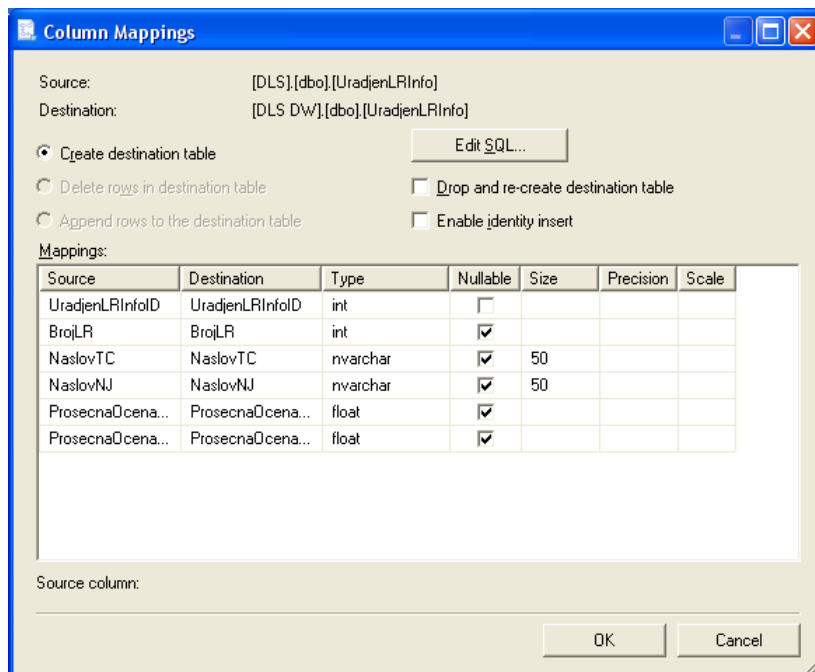 Column Mappings
Source: [DLS].[dbo].[UradjenLRInfo]
Destination: [DLS DW].[dbo].[UradjenLRInfo]
Create destination table Edit SQL...
Delete rows in destination table Drop and re-create destination table
Append rows to the destination table Enable identity insert
Mappings:
Source Destination Type Nullable Size Precision Scale
UradjenLRInfoID UradjenLRInfoID int
BrojLR BrojLR int
NaslovTC NaslovTC nvarchar 50
NaslovNJ NaslovNJ nvarchar 50
ProsecnaOcena... ProsecnaOcena... float
ProsecnaOcena... ProsecnaOcena... float
Source column:
OK Cancel